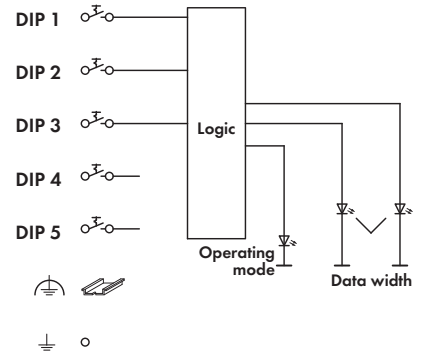 DIP 1
DIP 2
DIP 3
Logic
DIP 4
DIP 5
Operating
mode
Data width